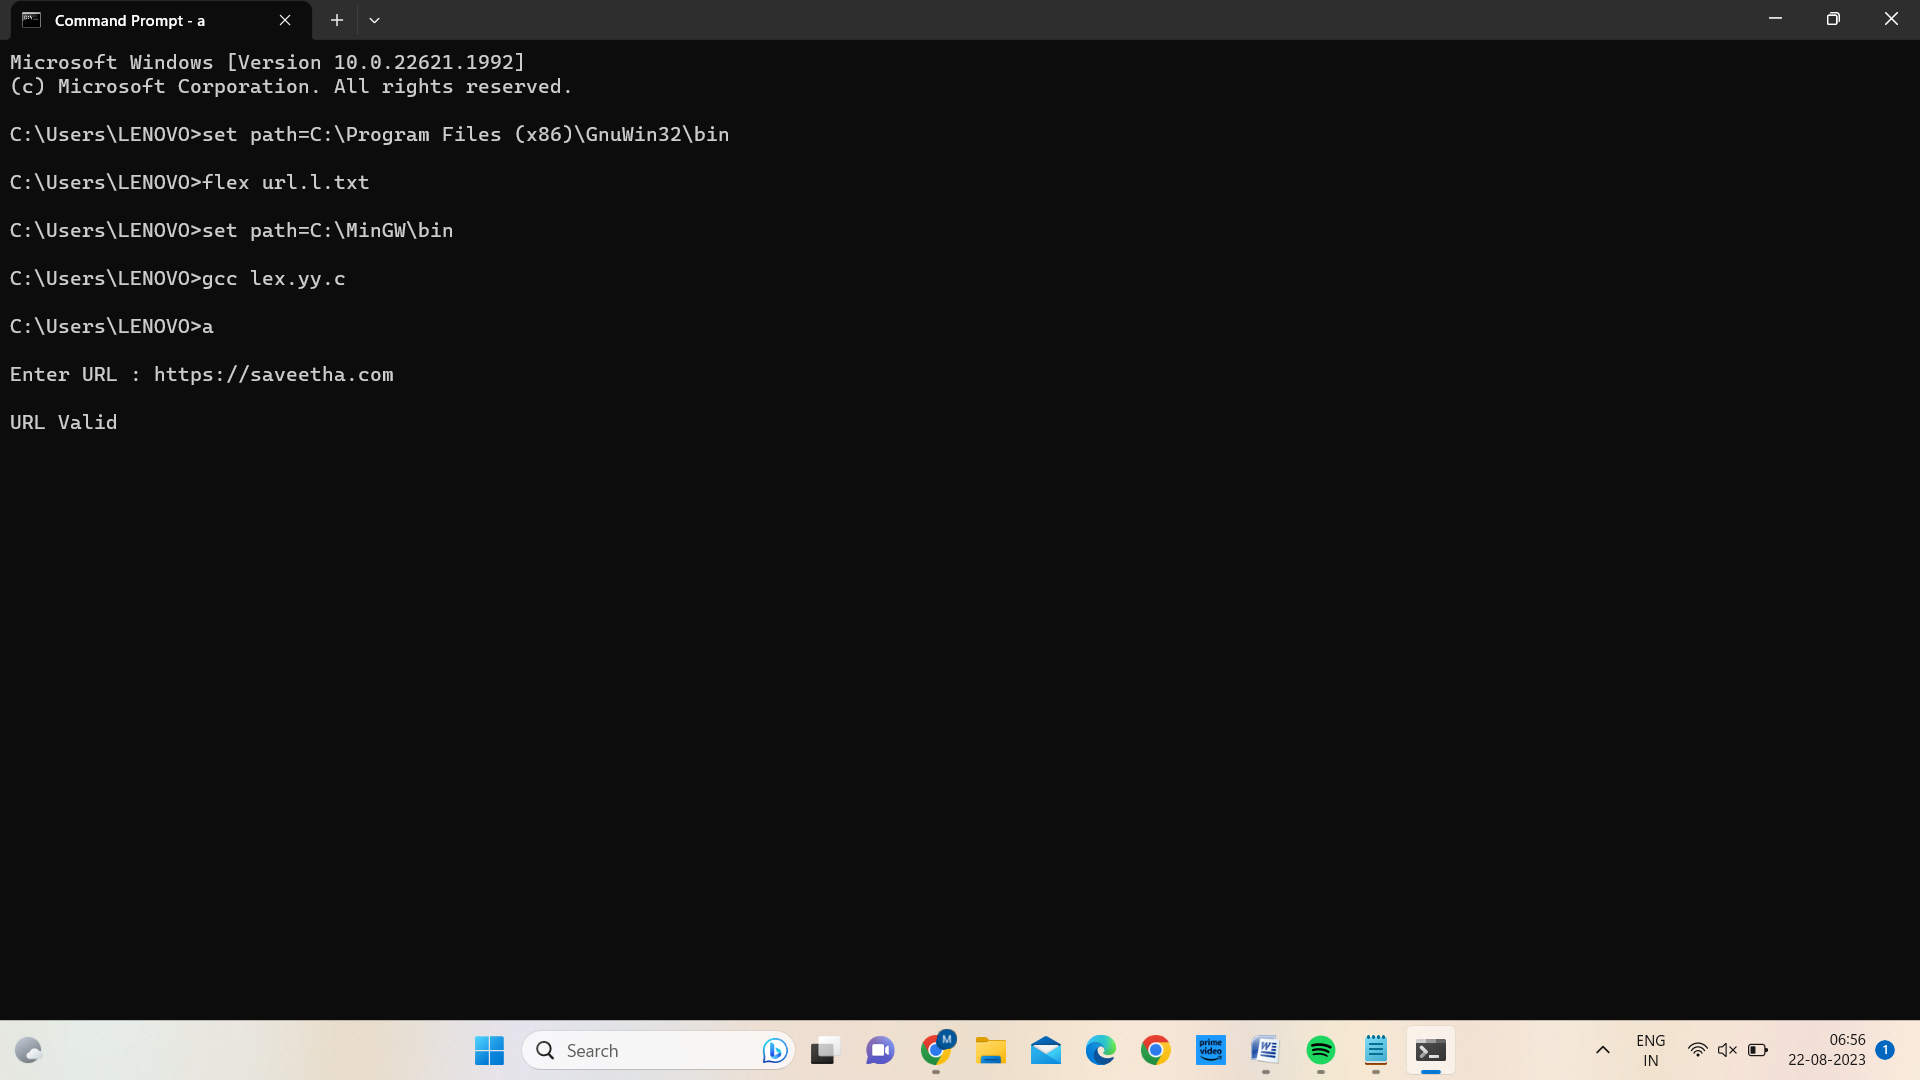 Command Prompt - a
Microsoft Windows [Version 10.0.22621.1992]
(c) Microsoft Corporation. All rights reserved.
C:\Users\LENOVO>set path=C:\Program Files (x86)\GnuWin32\bin
C:\Users\LENOVO>flex url.l.txt
C:\Users\LENOVO>set path=C:\MinGW\bin
C:\Users\LENOVO>gcc lex.yy.c
C:\Users\LENOVO>a
Enter URL : https://saveetha.com
URL Valid
Search
M
prime video
W
ENG
IN
06:56
22-08-2023
1